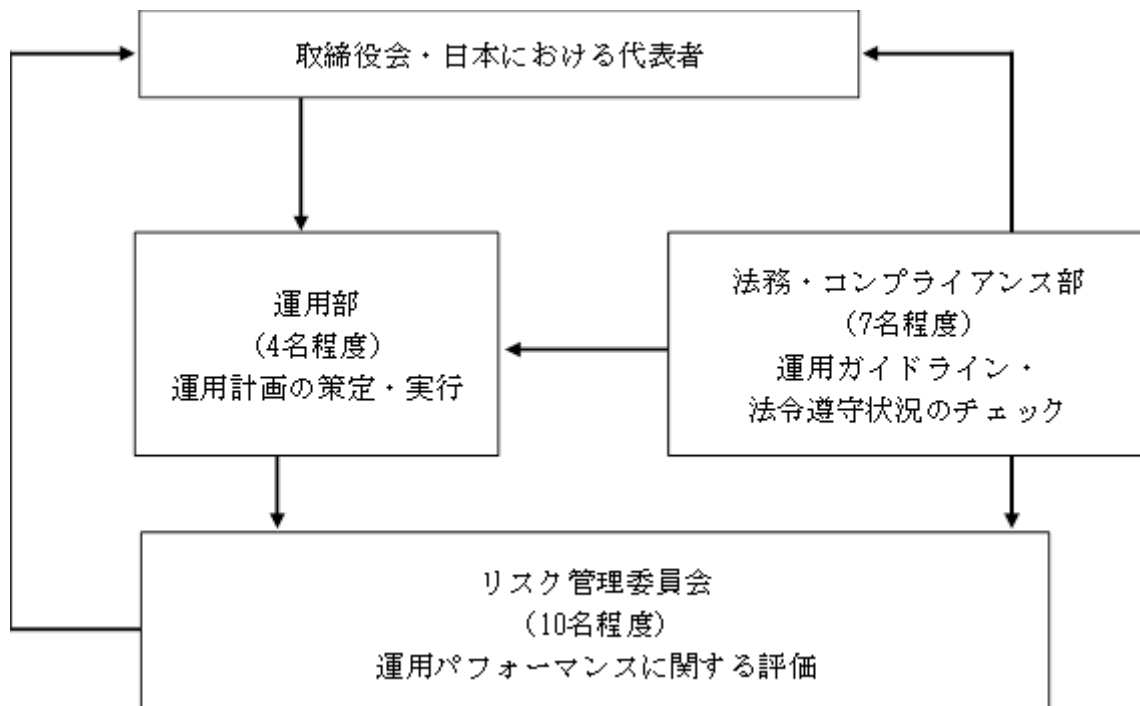 取締役会・日本における代表者
運用部
(4名程度)
運用計画の策定・実行
法務・コンプライアンス部
(7名程度)
運用ガイドライン・
法令遵守状況のチェック
リスク管理委員会
(10名程度)
運用パフォーマンスに関する評価